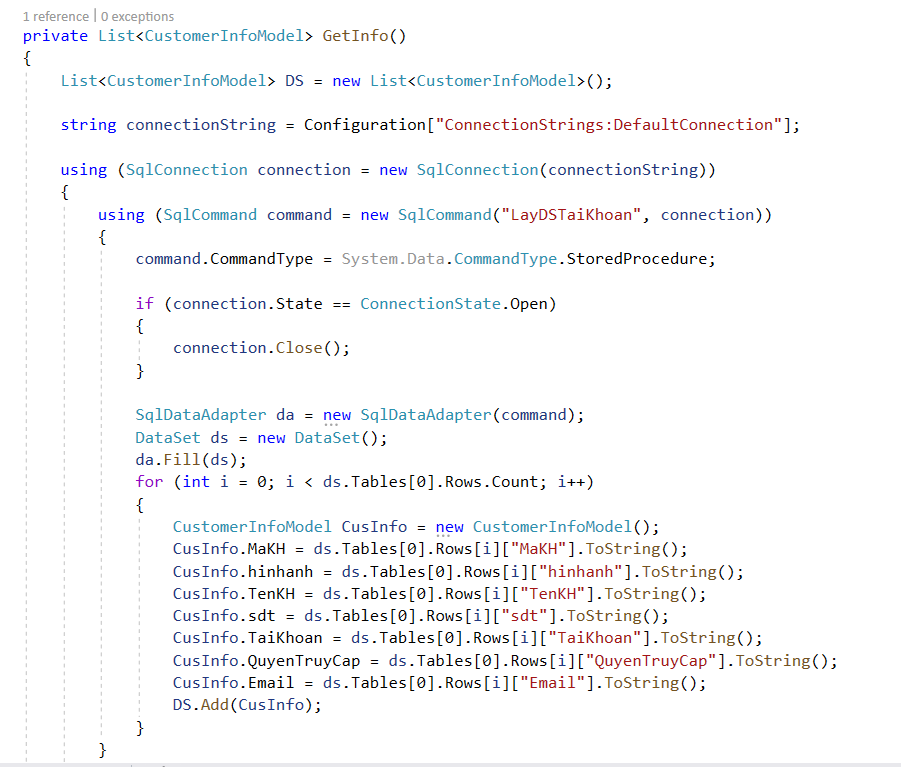 1 reference | 0 exceptions
private List<CustomerInfoModel> GetInfo()
{
List<CustomerInfoModel> DS = new List<CustomerInfoModel>();
string connectionString = Configuration["ConnectionStrings:DefaultConnection"];
using (SqlConnection connection = new SqlConnection(connectionString))
{
using (SqlCommand command = new SqlCommand("LayDSTaiKhoan", connection))
{
command.CommandType = System.Data.CommandType.StoredProcedure;
if (connection.State == ConnectionState.Open)
{
connection.Close();
}
SqlDataAdapter da = new SqlDataAdapter(command);
DataSet ds = new DataSet();
da.Fill(ds);
for (int i = 0; i < ds.Tables[0].Rows.Count; i++)
{
CustomerInfoModel CusInfo = new CustomerInfoModel();
CusInfo.MaKH = ds.Tables[0].Rows[i]["MaKH"].ToString();
CusInfo.hinhanh = ds.Tables[0].Rows[i]["hinhanh"].ToString();
CusInfo.TenKH = ds.Tables[0].Rows[i]["TenKH"].ToString();
CusInfo.sdt = ds.Tables[0].Rows[i]["sdt"].ToString();
CusInfo.TaiKhoan = ds.Tables[0].Rows[i]["TaiKhoan"].ToString();
CusInfo.QuyenTruyCap = ds.Tables[0].Rows[i]["QuyenTruyCap"].ToString();
CusInfo.Email = ds.Tables[0].Rows[i]["Email"].ToString();
DS.Add(CusInfo);
}
}